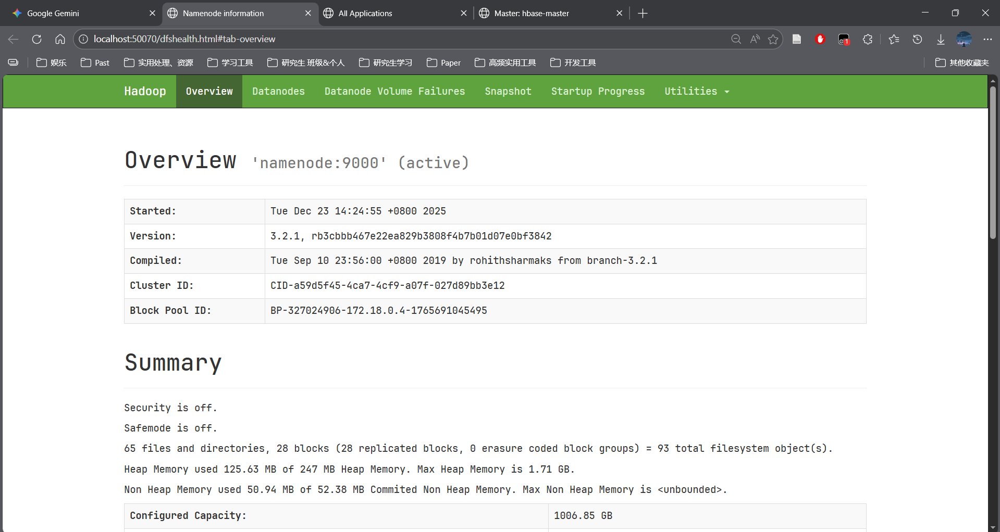 Google Gemini
Namenode information
All Applications
Master: hbase-master
localhost:50070/dfshealth.html#tab-overview
1
娱乐
Past
实用处理、资源
学习工具
研究生 班级&个人
研究生学习
Paper
高频实用工具
开发工具
其他收藏夹
Hadoop Overview Datanodes Datanode Volume Failures Snapshot Startup Progress Utilities
Overview 'namenode:9000' (active)
Started: Tue Dec 23 14:24:55 +0800 2025
Version: 3.2.1, rb3cbbb467e22ea829b3808f4b7b01d07e0bf3842
Compiled: Tue Sep 10 23:56:00 +0800 2019 by rohithsharmaks from branch-3.2.1
Cluster ID: CID-a59d5f45-4ca7-4cf9-a07f-027d89bb3e12
Block Pool ID: BP-327024906-172.18.0.4-1765691045495
Summary
Security is off.
Safemode is off.
65 files and directories, 28 blocks (28 replicated blocks, 0 erasure coded block groups) = 93 total filesystem object(s).
Heap Memory used 125.63 MB of 247 MB Heap Memory. Max Heap Memory is 1.71 GB.
Non Heap Memory used 50.94 MB of 52.38 MB Commited Non Heap Memory. Max Non Heap Memory is <unbounded>.
Configured Capacity: 1006.85 GB